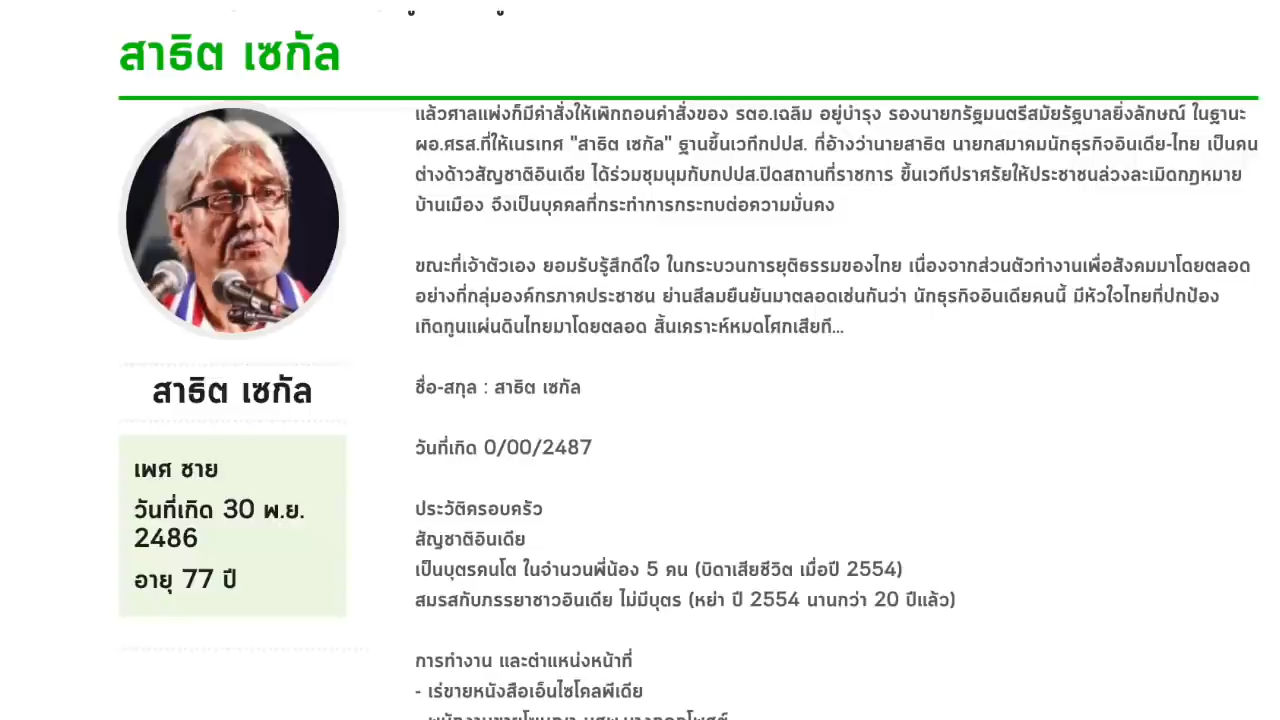 สาธิต เซกัล
แล้วศาลแพ่งก็มีคำสั่งให้เพิกถอนคำสั่งของ รตอ.เฉลิม อยู่บำรุง รองนายกรัฐมนตรีสมัยรัฐบาลยิ่งลักษณ์ ในฐานะ
ผอ.ศรส.ที่ให้เนรเทศ "สาธิต เซกัล" ฐานขึ้นเวทีกปปส. ที่อ้างว่านายสาธิต นายกสมาคมนักธุรกิจอินเดีย-ไทย เป็นคน
ต่างด้าวสัญชาติอินเดีย ได้ร่วมชุมนุมกับกปปส.ปิดสถานที่ราชการ ขึ้นเวทีปราศรัยให้ประชาชนล่วงละเมิดกฎหมาย
บ้านเมือง จึงเป็นบุคคลที่กระทำการกระทบต่อความมั่นคง
ขณะที่เจ้าตัวเอง ยอมรับรู้สึกดีใจ ในกระบวนการยุติธรรมของไทย เนื่องจากส่วนตัวทำงานเพื่อสังคมมาโดยตลอด
อย่างที่กลุ่มองค์กรภาคประชาชน ย่านสีลมยืนยันมาตลอดเช่นกันว่า นักธุรกิจอินเดียคนนี้ มีหัวใจไทยที่ปกป้อง
เทิดทูนแผ่นดินไทยมาโดยตลอด สิ้นเคราะห์หมดโศกเสียที...
สาธิต เซกัล
เพศ ชาย
วันที่เกิด 30 พ.ย.
2486
อายุ 77 ปี
ชื่อ-สกุล : สาธิต เซกัล
วันที่เกิด 0/00/2487
ประวัติครอบครัว
สัญชาติอินเดีย
เป็นบุตรคนโต ในจำนวนพี่น้อง 5 คน (บิดาเสียชีวิต เมื่อปี 2554)
สมรสกับภรรยาชาวอินเดีย ไม่มีบุตร (หย่า ปี 2554 นานกว่า 20 ปีแล้ว)
การทำงาน และตำแหน่งหน้าที่
- เร่ขายหนังสือเอ็นไซโคลพีเดีย